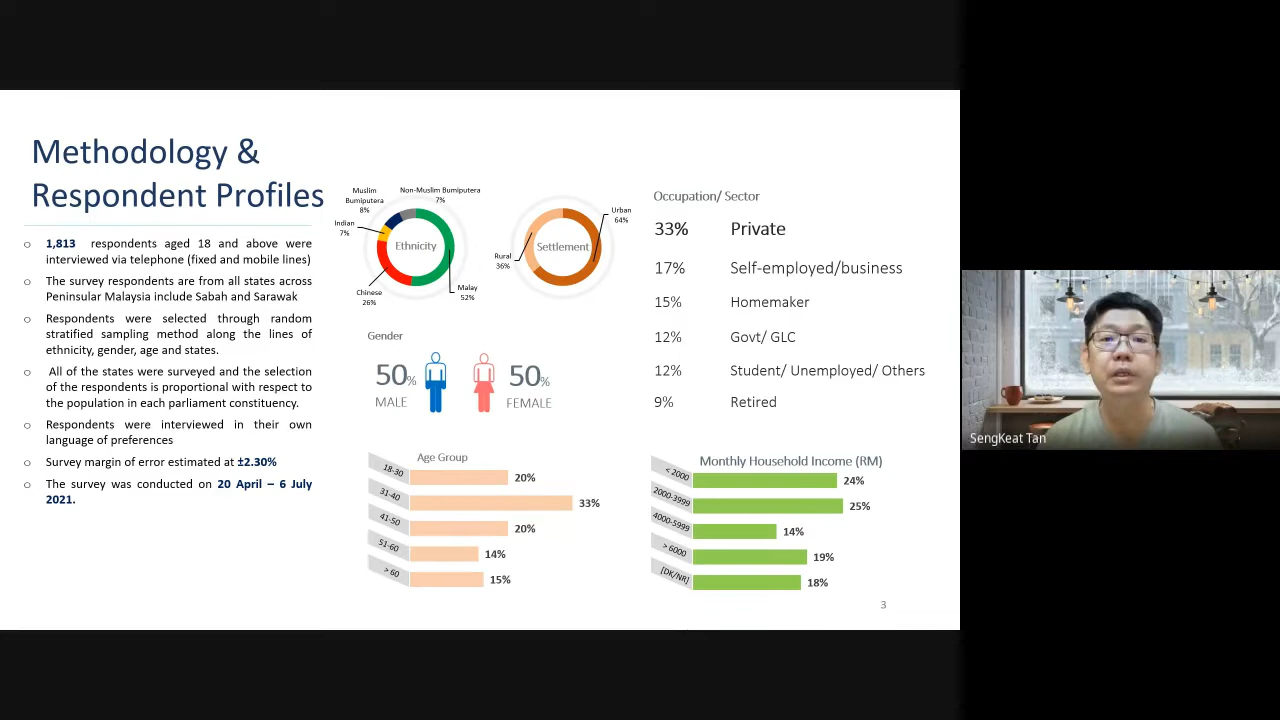 Methodology &
Respondent Profiles
○ 1,813 respondents aged 18 and above were
interviewed via telephone (fixed and mobile lines)
○ The survey respondents are from all states across
Peninsular Malaysia include Sabah and Sarawak
○ Respondents were selected through random
stratified sampling method along the lines of
ethnicity, gender, age and states.
○ All of the states were surveyed and the selection
of the respondents is proportional with respect to
the population in each parliament constituency.
○ Respondents were interviewed in their own
language of preferences
○ Survey margin of error estimated at ±2.30%
○ The survey was conducted on 20 April – 6 July
2021.
Muslim
Bumiputera
8%
Non-Muslim Bumiputera
7%
Indian
7%
Ethnicity
Chinese
26%
Malay
52%
Urban
64%
Settlement
Rural
36%
Gender
50%
MALE
50%
FEMALE
Age Group
18-30 20%
31-40 33%
41-50 20%
51-60 14%
> 60 15%
Occupation/ Sector
33% Private
17% Self-employed/business
15% Homemaker
12% Govt/ GLC
12% Student/ Unemployed/ Others
9% Retired
Monthly Household Income (RM)
< 2000 24%
2000-3999 25%
4000-5999 14%
> 6000 19%
[DK/NR] 18%
3
SengKeat Tan